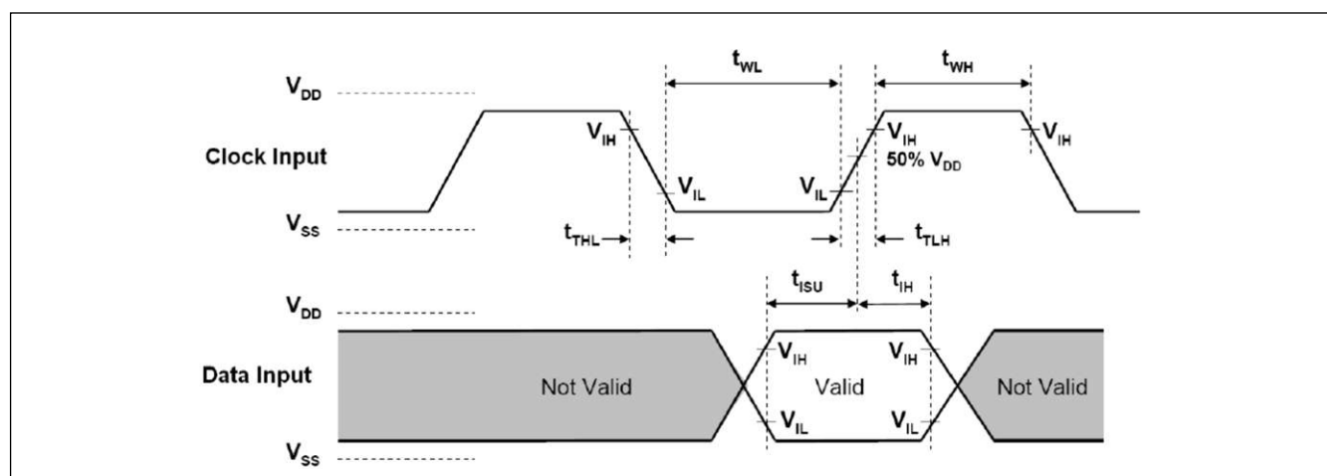 t_WL
t_WH
V_DD
V_IH
V_IH
V_IH
Clock Input
50% V_DD
V_IL
V_IL
V_SS
t_THL
t_TLH
t_ISU
t_IH
V_DD
V_IH
V_IH
Data Input
Not Valid
Valid
Not Valid
V_IL
V_IL
V_SS